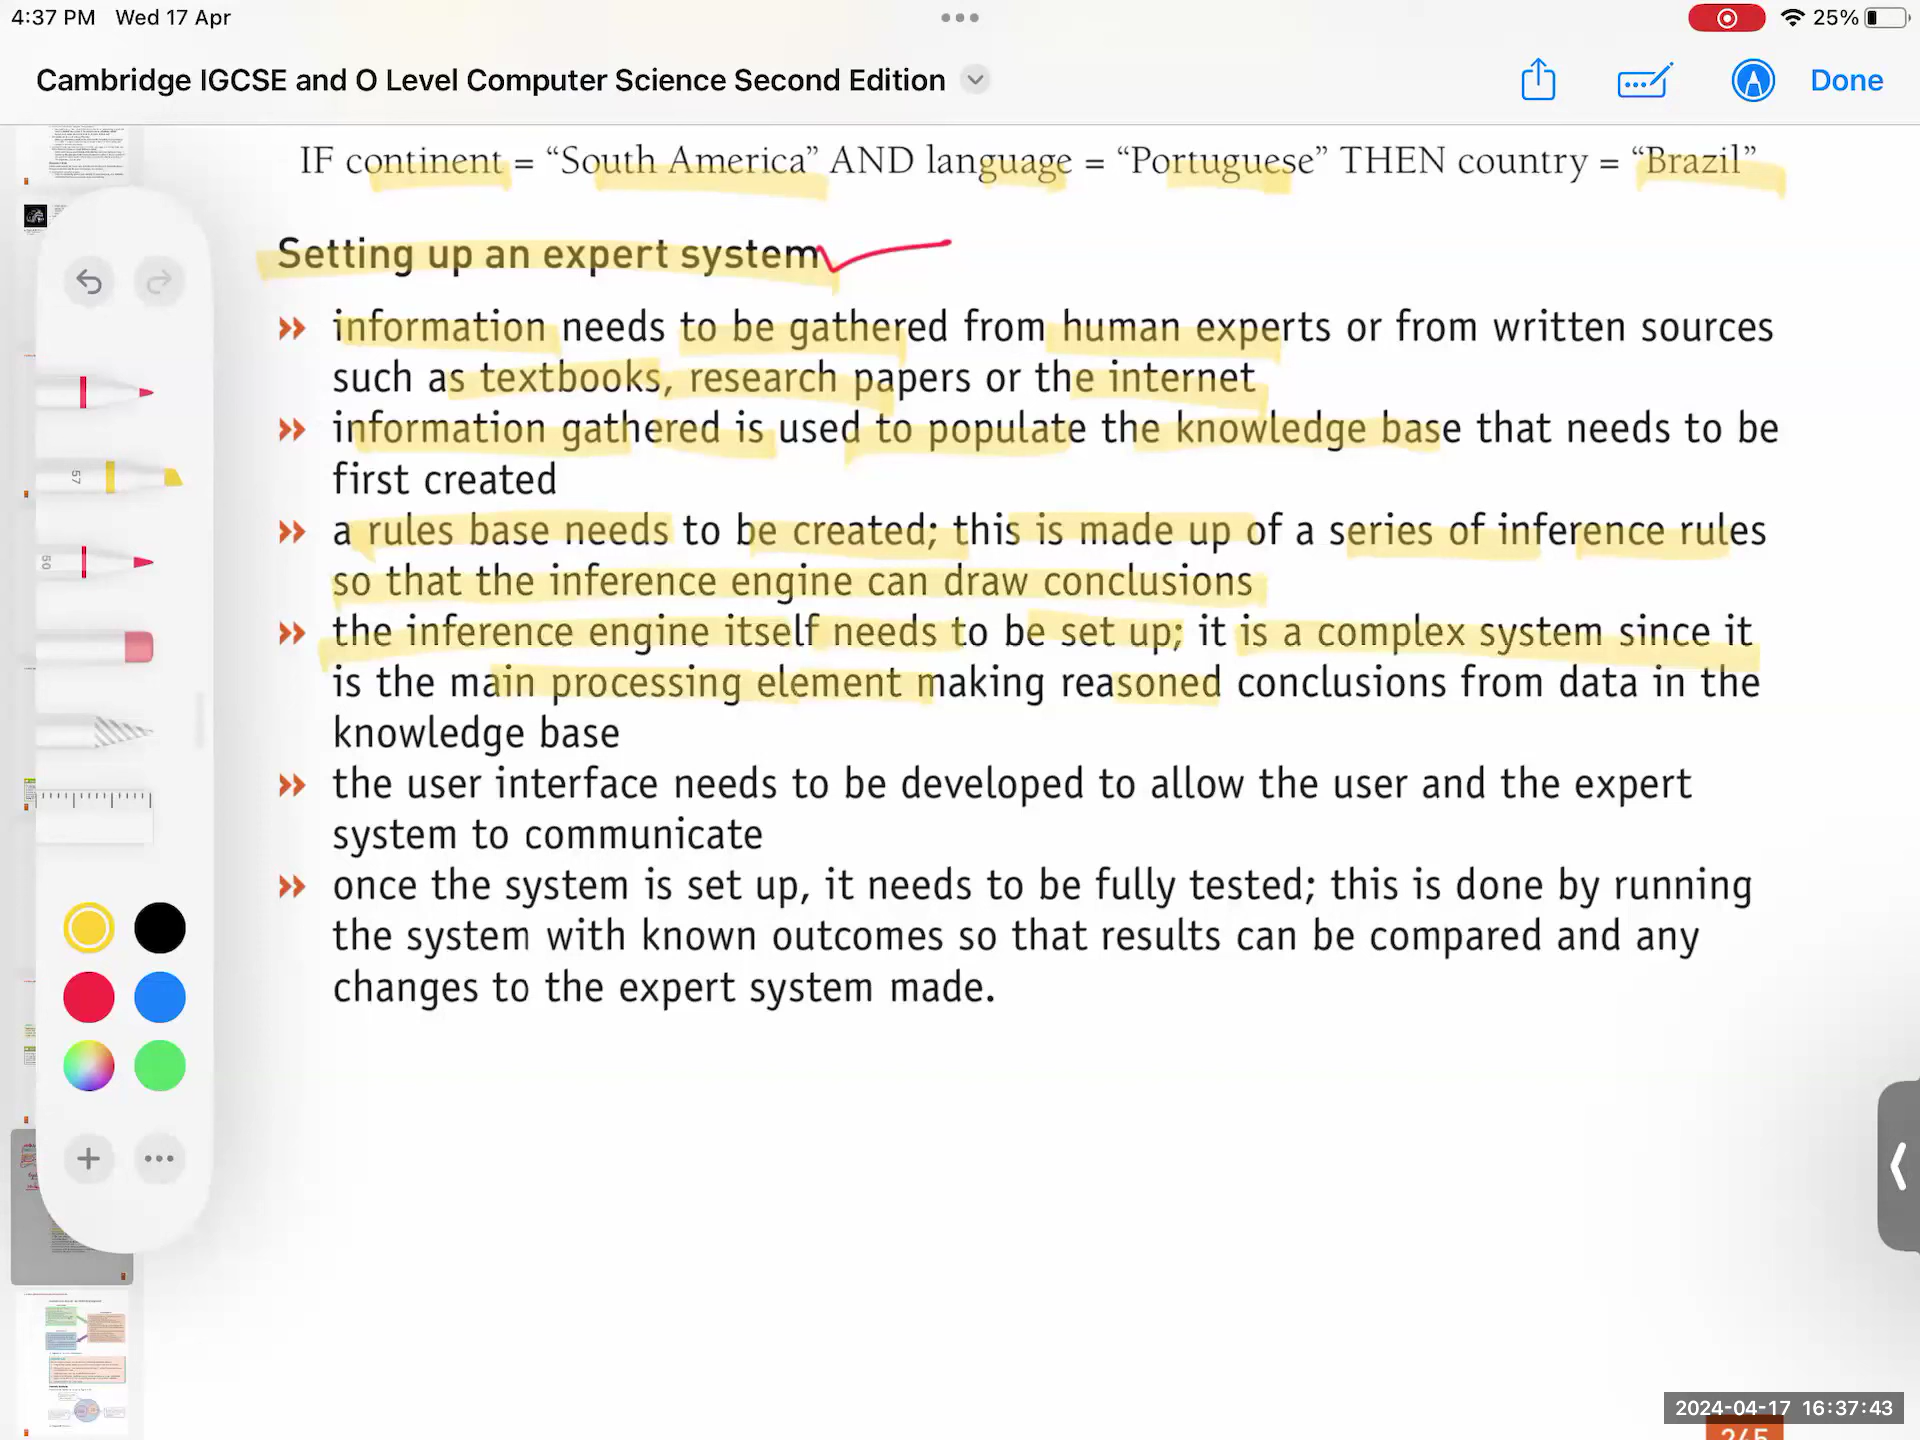 4:37 PM Wed 17 Apr
25%
Cambridge IGCSE and O Level Computer Science Second Edition
Done
IF continent = “South America” AND language = “Portuguese” THEN country = “Brazil”
Setting up an expert system
information needs to be gathered from human experts or from written sources
such as textbooks, research papers or the internet
information gathered is used to populate the knowledge base that needs to be
first created
a rules base needs to be created; this is made up of a series of inference rules
so that the inference engine can draw conclusions
the inference engine itself needs to be set up; it is a complex system since it
is the main processing element making reasoned conclusions from data in the
knowledge base
the user interface needs to be developed to allow the user and the expert
system to communicate
once the system is set up, it needs to be fully tested; this is done by running
the system with known outcomes so that results can be compared and any
changes to the expert system made.
57
50
2024-04-17 16:37:43